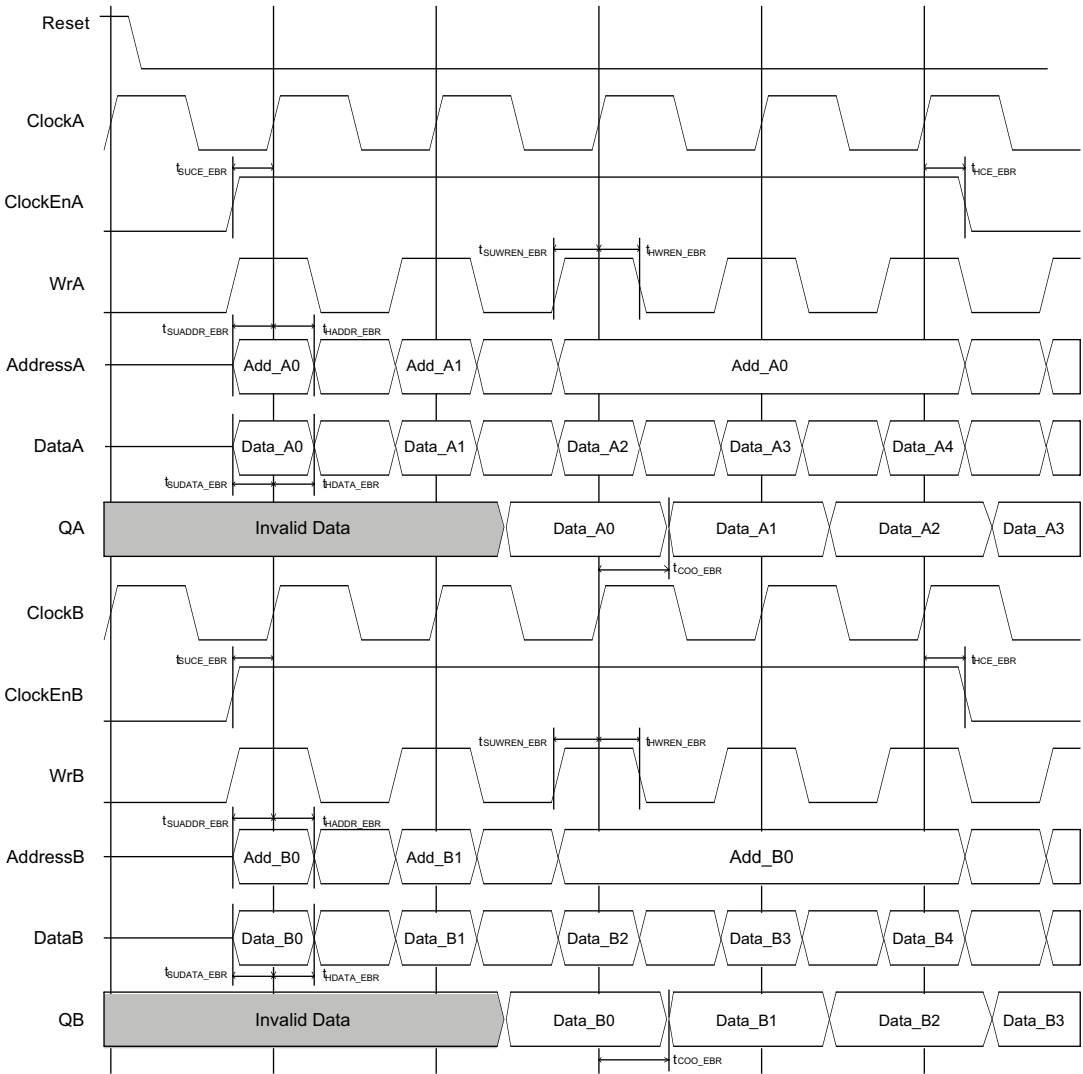 Reset
ClockA
tSUCE_EBR tHCE_EBR
ClockEnA
tSUWREN_EBR tHWREN_EBR
WrA
tSUADDR_EBR tHADDR_EBR
AddressA Add_A0 Add_A1 Add_A0
DataA Data_A0 Data_A1 Data_A2 Data_A3 Data_A4
tSUDATA_EBR tHDATA_EBR
QA Invalid Data Data_A0 Data_A1 Data_A2 Data_A3
tCOO_EBR
ClockB
tSUCE_EBR tHCE_EBR
ClockEnB
tSUWREN_EBR tHWREN_EBR
WrB
tSUADDR_EBR tHADDR_EBR
AddressB Add_B0 Add_B1 Add_B0
DataB Data_B0 Data_B1 Data_B2 Data_B3 Data_B4
tSUDATA_EBR tHDATA_EBR
QB Invalid Data Data_B0 Data_B1 Data_B2 Data_B3
tCOO_EBR